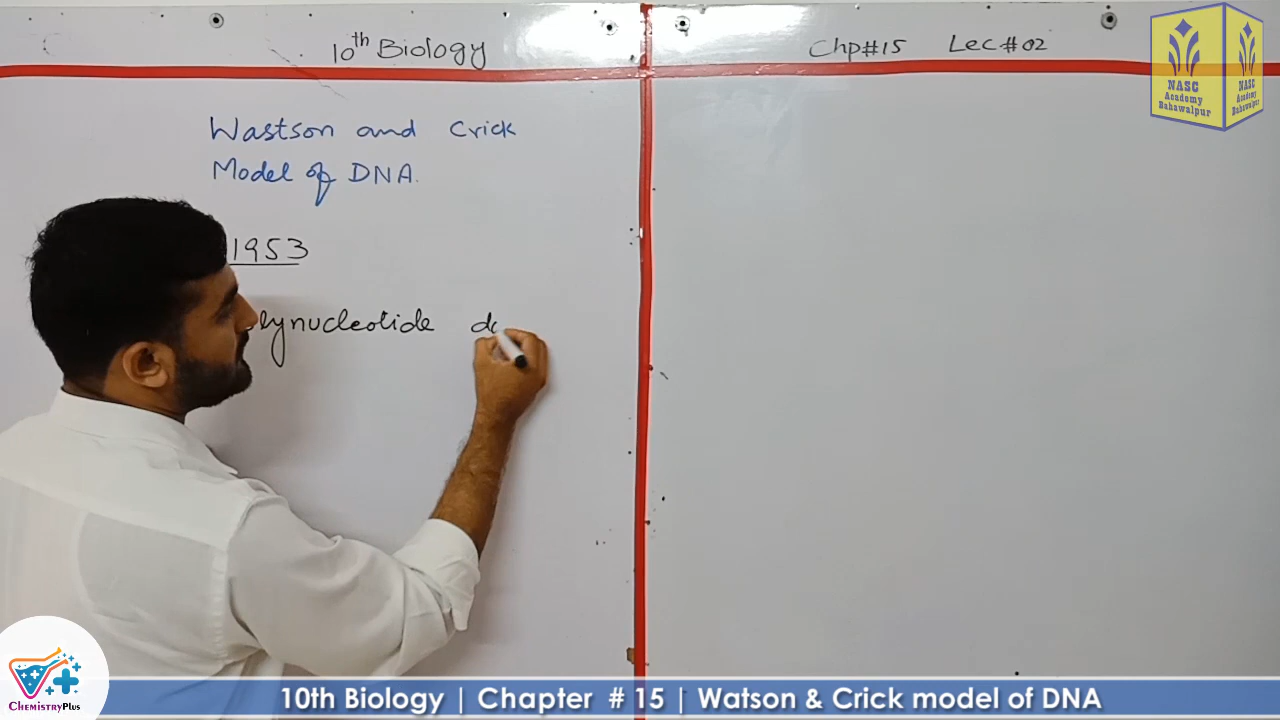 10th Biology
Chp#15 Lec#02
NASC
Academy
Bahawalpur
Wastson and Crick
Model of DNA.
1953
lynucleotide
ChemistryPlus
10th Biology | Chapter # 15 | Watson & Crick model of DNA